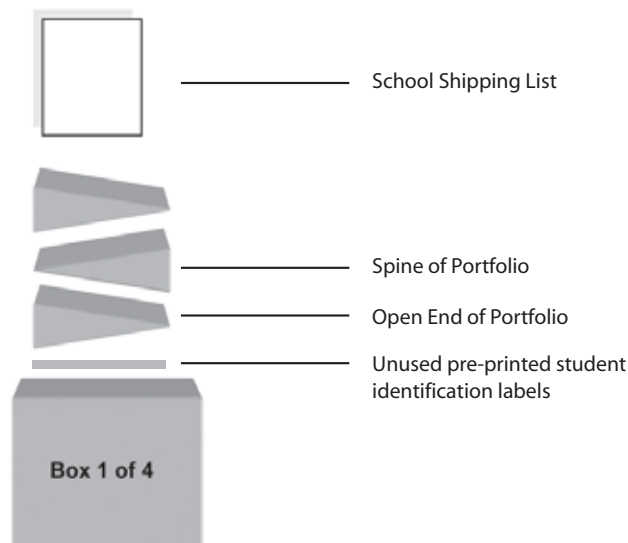 School Shipping List
Spine of Portfolio
Open End of Portfolio
Unused pre-printed student
identification labels
Box 1 of 4